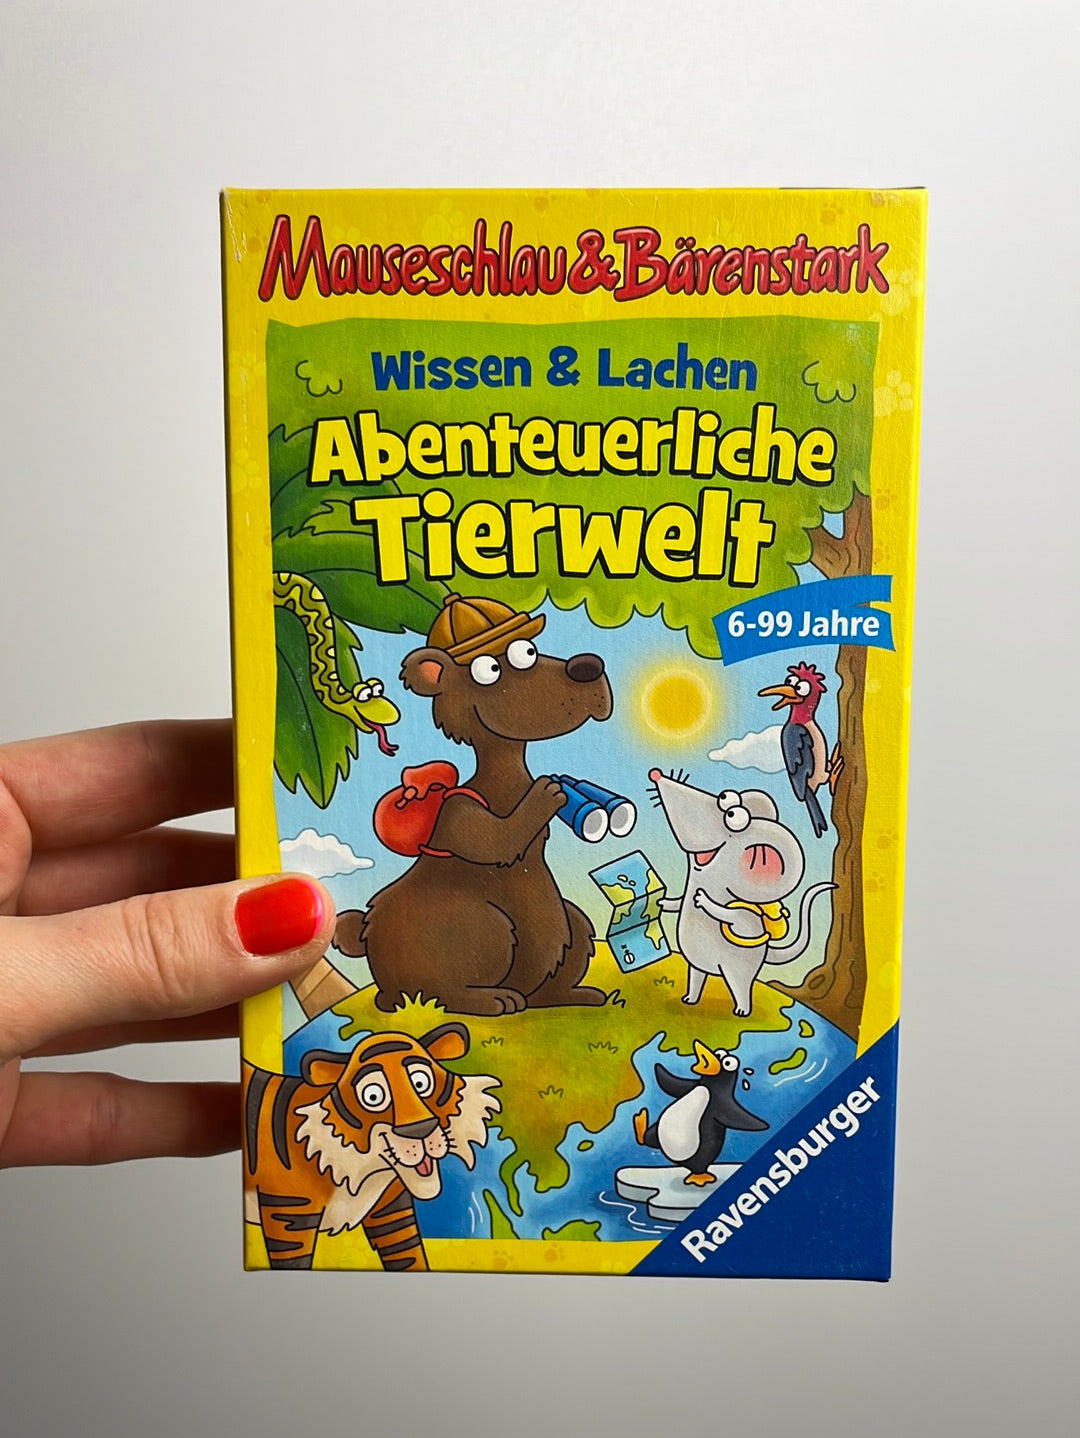 Mauseschlau & Bärenstark
Wissen & Lachen
Abenteuerliche
Tierwelt
6-99 Jahre
Ravensburger